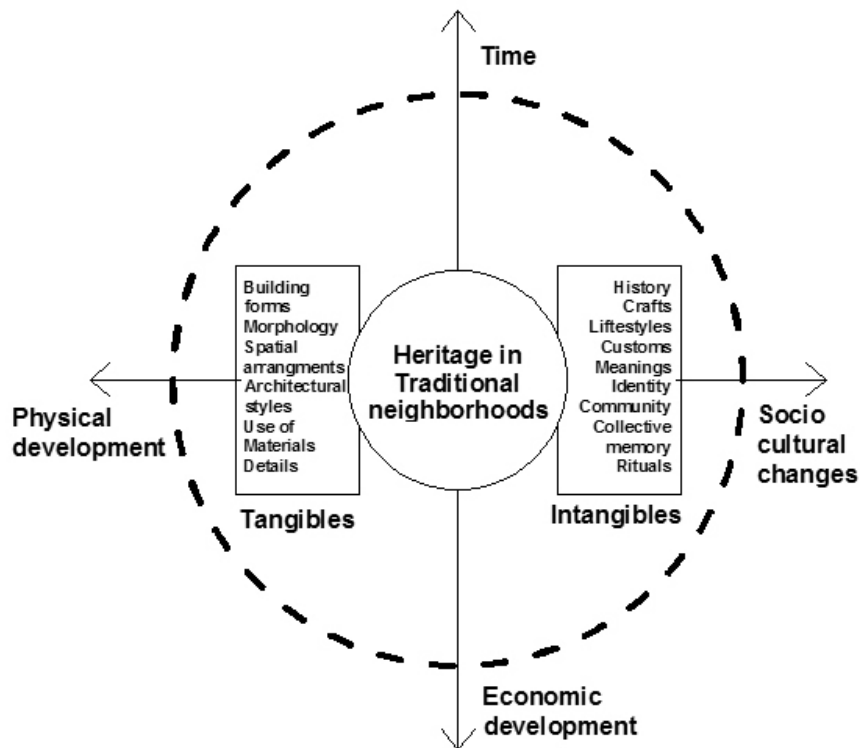 Time
Building
forms
Morphology
Spatial
arrangments
Architectural
styles
Use of
Materials
Details
Tangibles
Heritage in
Traditional
neighborhoods
History
Crafts
Liftestyles
Customs
Meanings
Identity
Community
Collective
memory
Rituals
Intangibles
Physical
development
Socio
cultural
changes
Economic
development